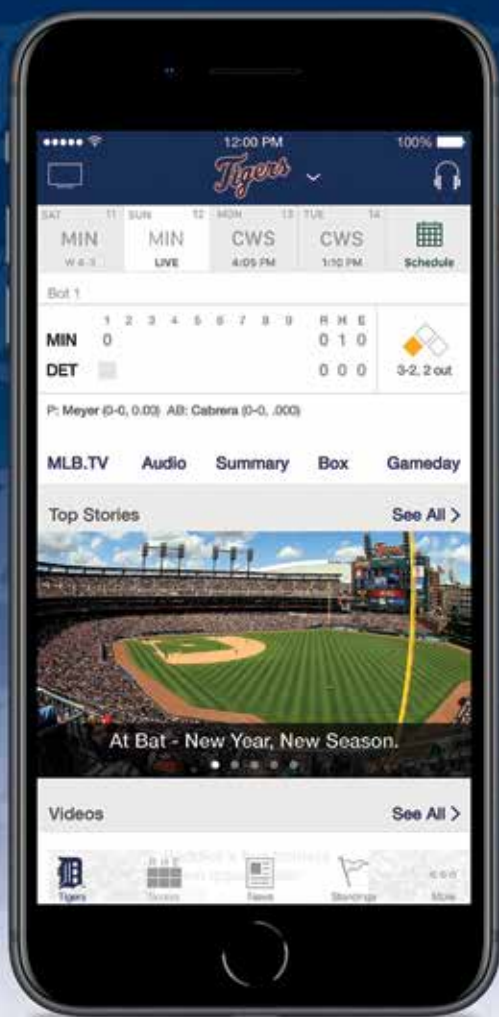 12:00 PM
100%
Tigers
SAT 11 SUN 12 MON 13 TUE 14
MIN MIN CWS CWS
W 4-3 LIVE 4:05 PM 1:10 PM Schedule
Bot 1
1 2 3 4 5 6 7 8 9 R H E
MIN 0 0 1 0
DET 0 0 0
3-2, 2 out
P: Meyer (0-0, 0.00) AB: Cabrera (0-0, .000)
MLB.TV Audio Summary Box Gameday
Top Stories See All >
At Bat - New Year, New Season.
Videos See All >
Tigers Scores News Standings More